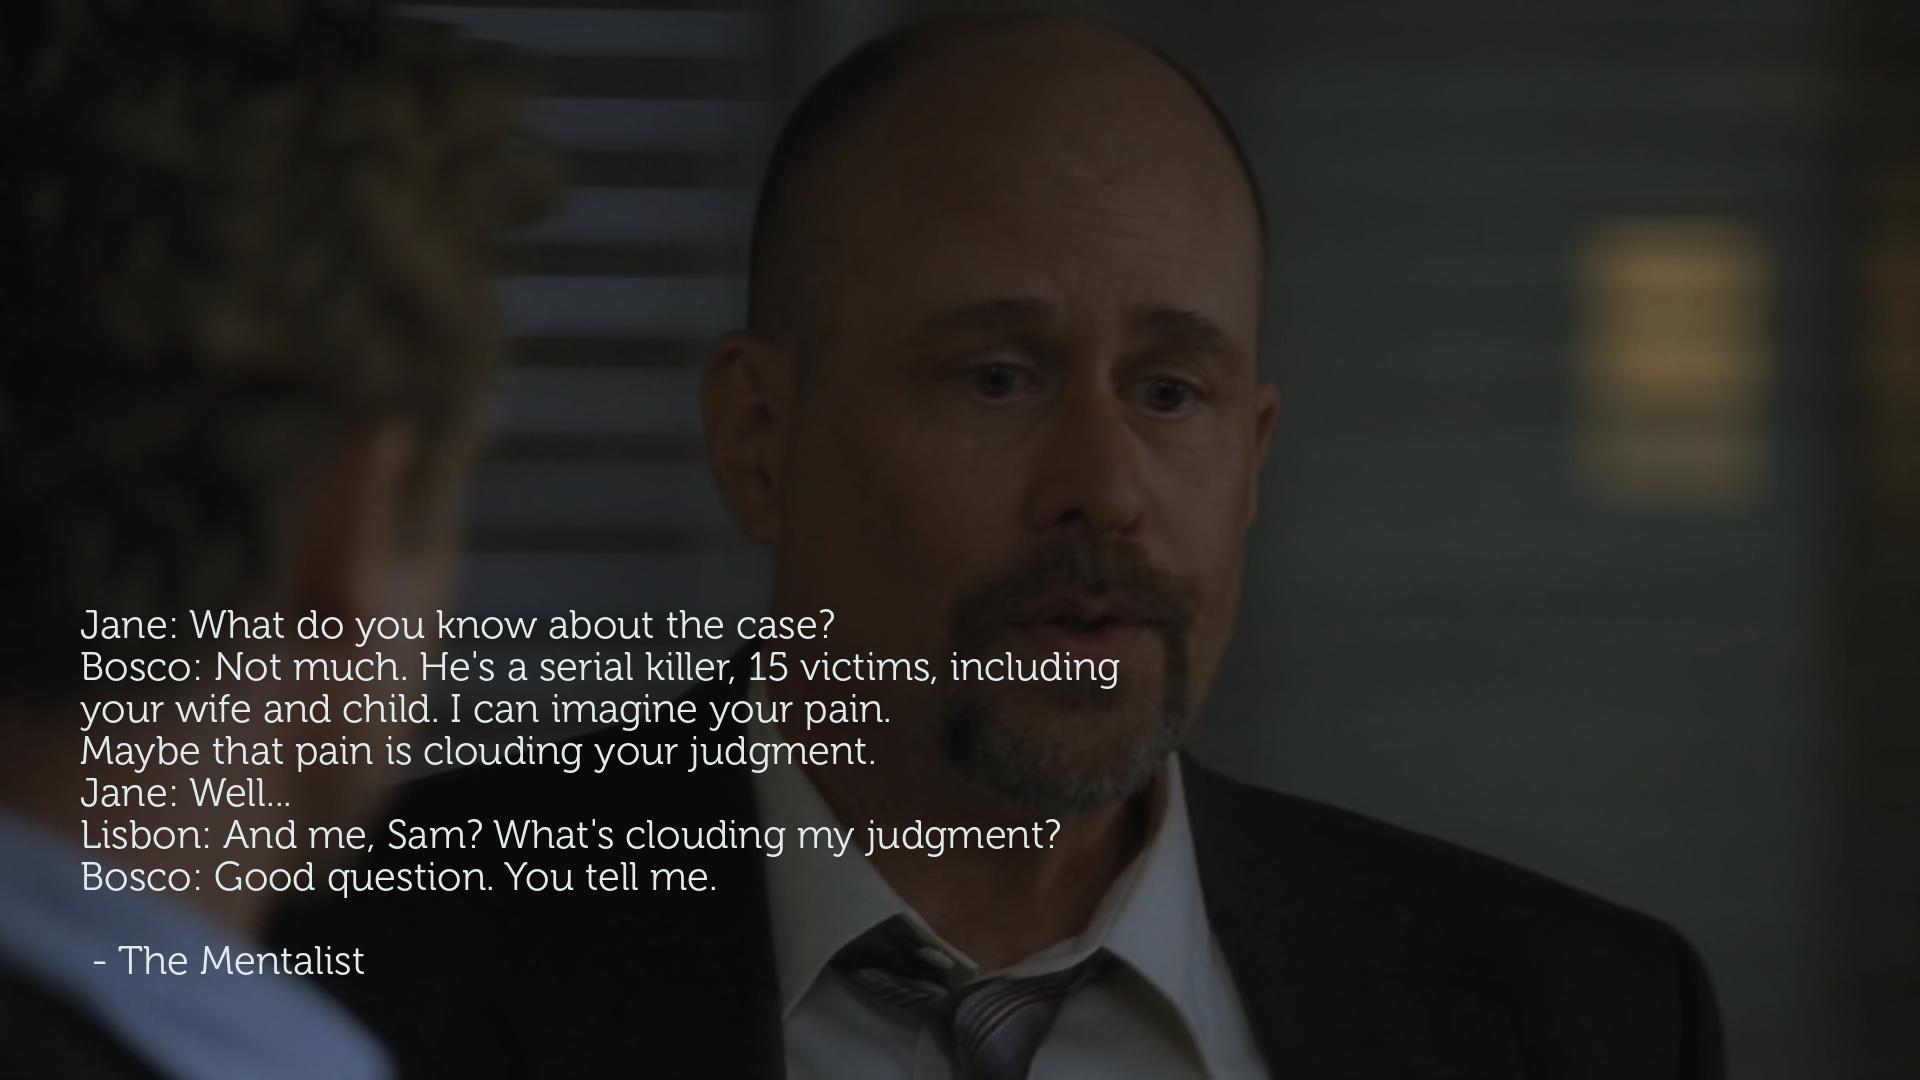 Jane: What do you know about the case?
Bosco: Not much. He's a serial killer, 15 victims, including
your wife and child. I can imagine your pain.
Maybe that pain is clouding your judgment.
Jane: Well...
Lisbon: And me, Sam? What's clouding my judgment?
Bosco: Good question. You tell me.
- The Mentalist